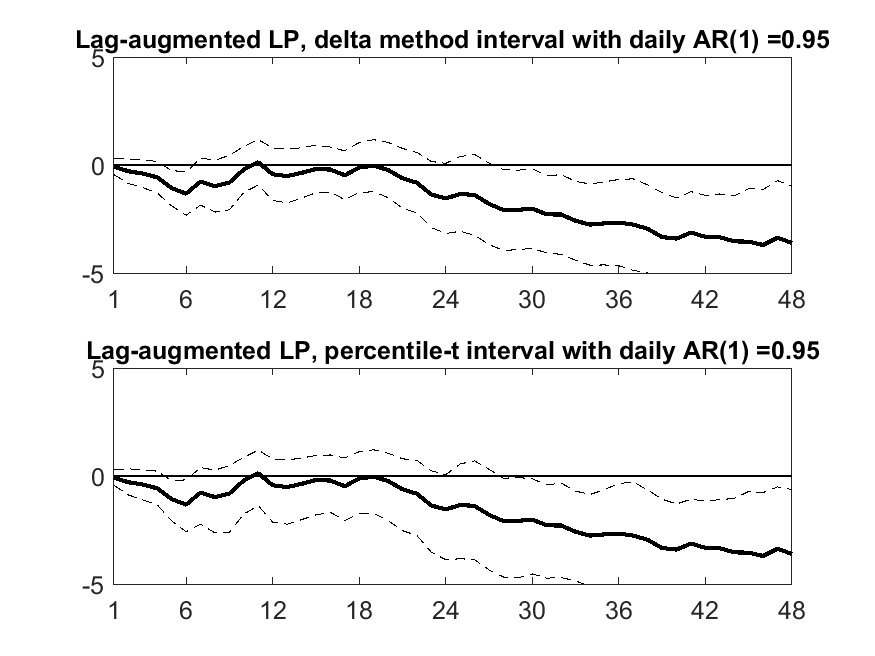 Lag-augmented LP, delta method interval with daily AR(1) =0.95
5
0
-5
1 6 12 18 24 30 36 42 48
Lag-augmented LP, percentile-t interval with daily AR(1) =0.95
5
0
-5
1 6 12 18 24 30 36 42 48